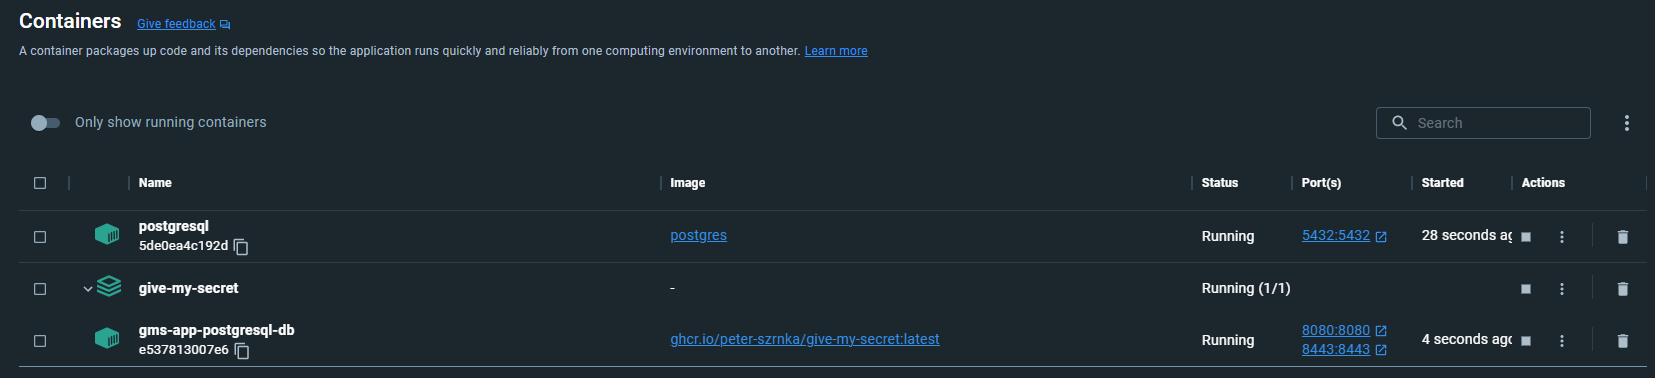 Containers Give feedback
A container packages up code and its dependencies so the application runs quickly and reliably from one computing environment to another. Learn more
Only show running containers
Search
Name Image Status Port(s) Started Actions
postgresql
5de0ea4c192d
postgres
Running
5432:5432
28 seconds ag
give-my-secret - Running (1/1)
gms-app-postgresql-db
e537813007e6
ghcr.io/peter-szrnka/give-my-secret:latest
Running
8080:8080
8443:8443
4 seconds ago